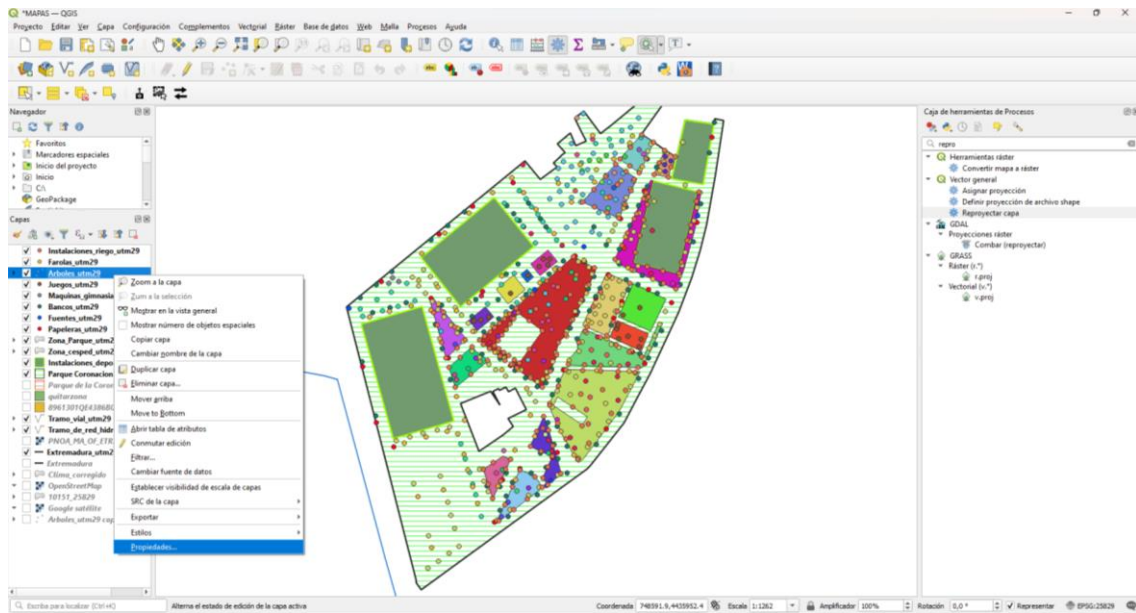 *MAPAS — QGIS
Proyecto Editar Ver Capa Configuración Complementos Vectorial Ráster Base de datos Web Malla Procesos Ayuda
Navegador
Favoritos
Marcadores espaciales
Inicio del proyecto
Inicio
C:\
GeoPackage
Capas
Instalaciones_riego_utm29
Farolas_utm29
Arboles_utm29
Juegos_utm29
Maquinas_gimnasia
Bancos_utm29
Fuentes_utm29
Papeleras_utm29
Zona_Parque_utm2
Zona_cesped_utm2
Instalaciones_depo
Parque Coronacion
Parque de la Coror
quitarzona
8961301QE4386B
Tramo_vial_utm29
Tramo_de_red_hidr
PNOA_MA_OF_ETR
Extremadura_utm2
Extremadura
Clima_corregido
OpenStreetMap
10151_25829
Google satélite
Arboles_utm29 cop
Zoom a la capa
Zum a la selección
Mostrar en la vista general
Mostrar número de objetos espaciales
Copiar capa
Cambiar nombre de la capa
Duplicar capa
Eliminar capa...
Mover arriba
Move to Bottom
Abrir tabla de atributos
Conmutar edición
Filtrar...
Cambiar fuente de datos
Establecer visibilidad de escala de capas
SRC de la capa
Exportar
Estilos
Propiedades...
Caja de herramientas de Procesos
repro
Herramientas ráster
Convertir mapa a ráster
Vector general
Asignar proyección
Definir proyección de archivo shape
Reproyectar capa
GDAL
Proyecciones ráster
Combar (reproyectar)
GRASS
Ráster (r.*)
r.proj
Vectorial (v.*)
v.proj
Escriba para localizar (Ctrl+K) Alterna el estado de edición de la capa activa Coordenada 748591.9,4435952.4 Escala 1:1262 Amplificador 100% Rotación 0,0 ° Representar EPSG:25829